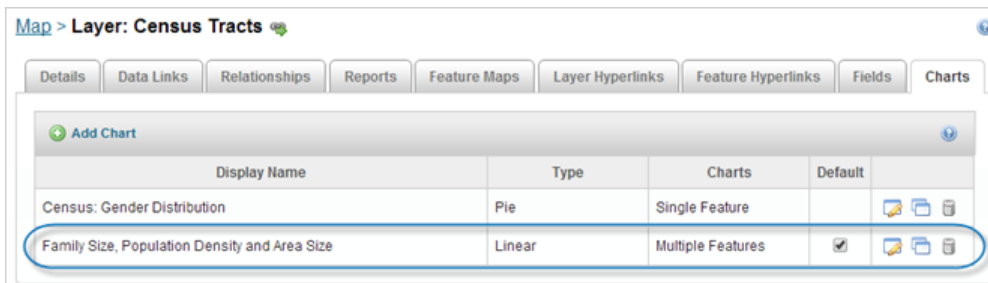 Map > Layer: Census Tracts
Details Data Links Relationships Reports Feature Maps Layer Hyperlinks Feature Hyperlinks Fields Charts
Add Chart
Display Name Type Charts Default
Census: Gender Distribution Pie Single Feature
Family Size, Population Density and Area Size Linear Multiple Features